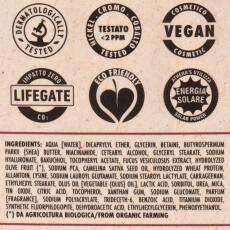 DERMATOLOGICALLY
TESTED
NICKEL, CROMO, COBALTO
TESTATO
<2 PPM
COSMETICO
VEGAN
COSMETIC
IMPATTO ZERO
LIFEGATE
CO2
ECO FRIENDLY
ENERGIA
SOLARE
SOLAR POWER
INGREDIENTS: AQUA [WATER], DICAPRYLYL ETHER, GLYCERIN, BETAINE, BUTYROSPERMUM
PARKII (SHEA) BUTTER, NIACINAMIDE, CETEARYL ALCOHOL, GLYCERYL STEARATE, SODIUM
HYALURONATE, BAKUCHIOL, TOCOPHERYL ACETATE, FUCUS VESICULOSUS EXTRACT, HYDROLYZED
OLIVE FRUIT (*), SODIUM PCA, CAMELINA SATIVA SEED OIL, HYDROLYZED WHEAT PROTEIN,
ALLANTOIN, LYSINE, SODIUM LAUROYL GLUTAMATE, SODIUM STEAROYL LACTYLATE, CARRAGEENAN,
ETHYLHEXYL STEARATE, OLUS OIL [VEGETABLE (OLUS) OIL], LACTIC ACID, SORBITOL, UREA, MICA,
TIN OXIDE, CITRIC ACID, TOCOPHEROL, SODIUM CHLORIDE, XANTHAN GUM, PARFUM
[FRAGRANCE], SODIUM POLYACRYLATE, TRIDECETH-6, BENZOIC ACID, TITANIUM DIOXIDE,
SYNTHETIC FLUORPHLOGOPITE, DEHYDROACETIC ACID, ETHYLHEXYLGLYCERIN, PHENOXYETHANOL.
(*) DA AGRICOLTURA BIOLOGICA/FROM ORGANIC FARMING